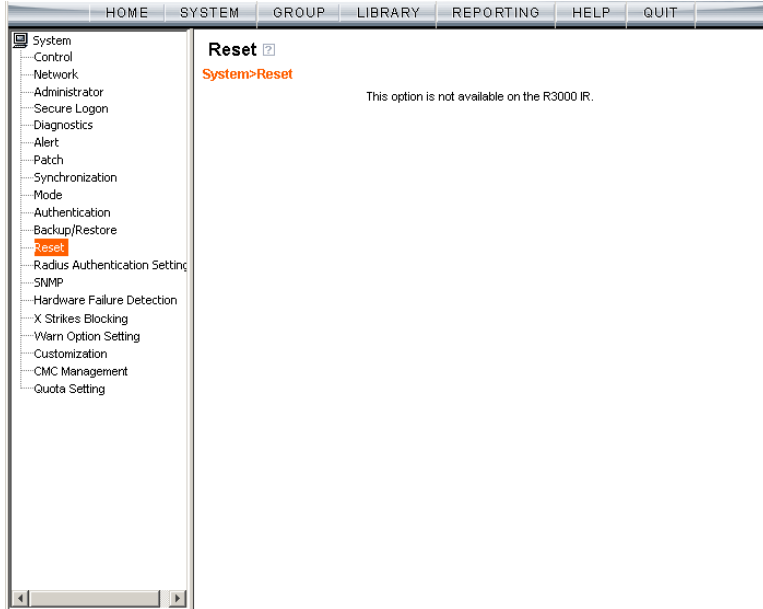 HOME SYSTEM GROUP LIBRARY REPORTING HELP QUIT
System
Control
Network
Administrator
Secure Logon
Diagnostics
Alert
Patch
Synchronization
Mode
Authentication
Backup/Restore
Reset
Radius Authentication Setting
SNMP
Hardware Failure Detection
X Strikes Blocking
Warn Option Setting
Customization
CMC Management
Quota Setting
Reset ?
System>Reset
This option is not available on the R3000 IR.